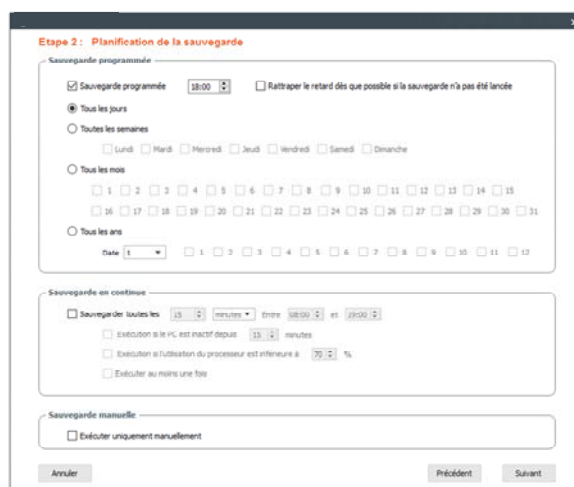 Etape 2 : Planification de la sauvegarde
Sauvegarde programmée
Sauvegarde programmée 18:00 Rattraper le retard dès que possible si la sauvegarde n'a pas été lancée
Tous les jours
Toutes les semaines
Lundi Mardi Mercredi Jeudi Vendredi Samedi Dimanche
Tous les mois
1 2 3 4 5 6 7 8 9 10 11 12 13 14 15
16 17 18 19 20 21 22 23 24 25 26 27 28 29 30 31
Tous les ans
Date 1 1 2 3 4 5 6 7 8 9 10 11 12
Sauvegarde en continue
Sauvegarder toutes les 15 minutes Entre 08:00 et 19:00
Exécution si le PC est inactif depuis 15 minutes
Exécution si l'utilisation du processeur est inférieure à 70 %
Exécuter au moins une fois
Sauvegarde manuelle
Exécuter uniquement manuellement
Annuler Précédent Suivant